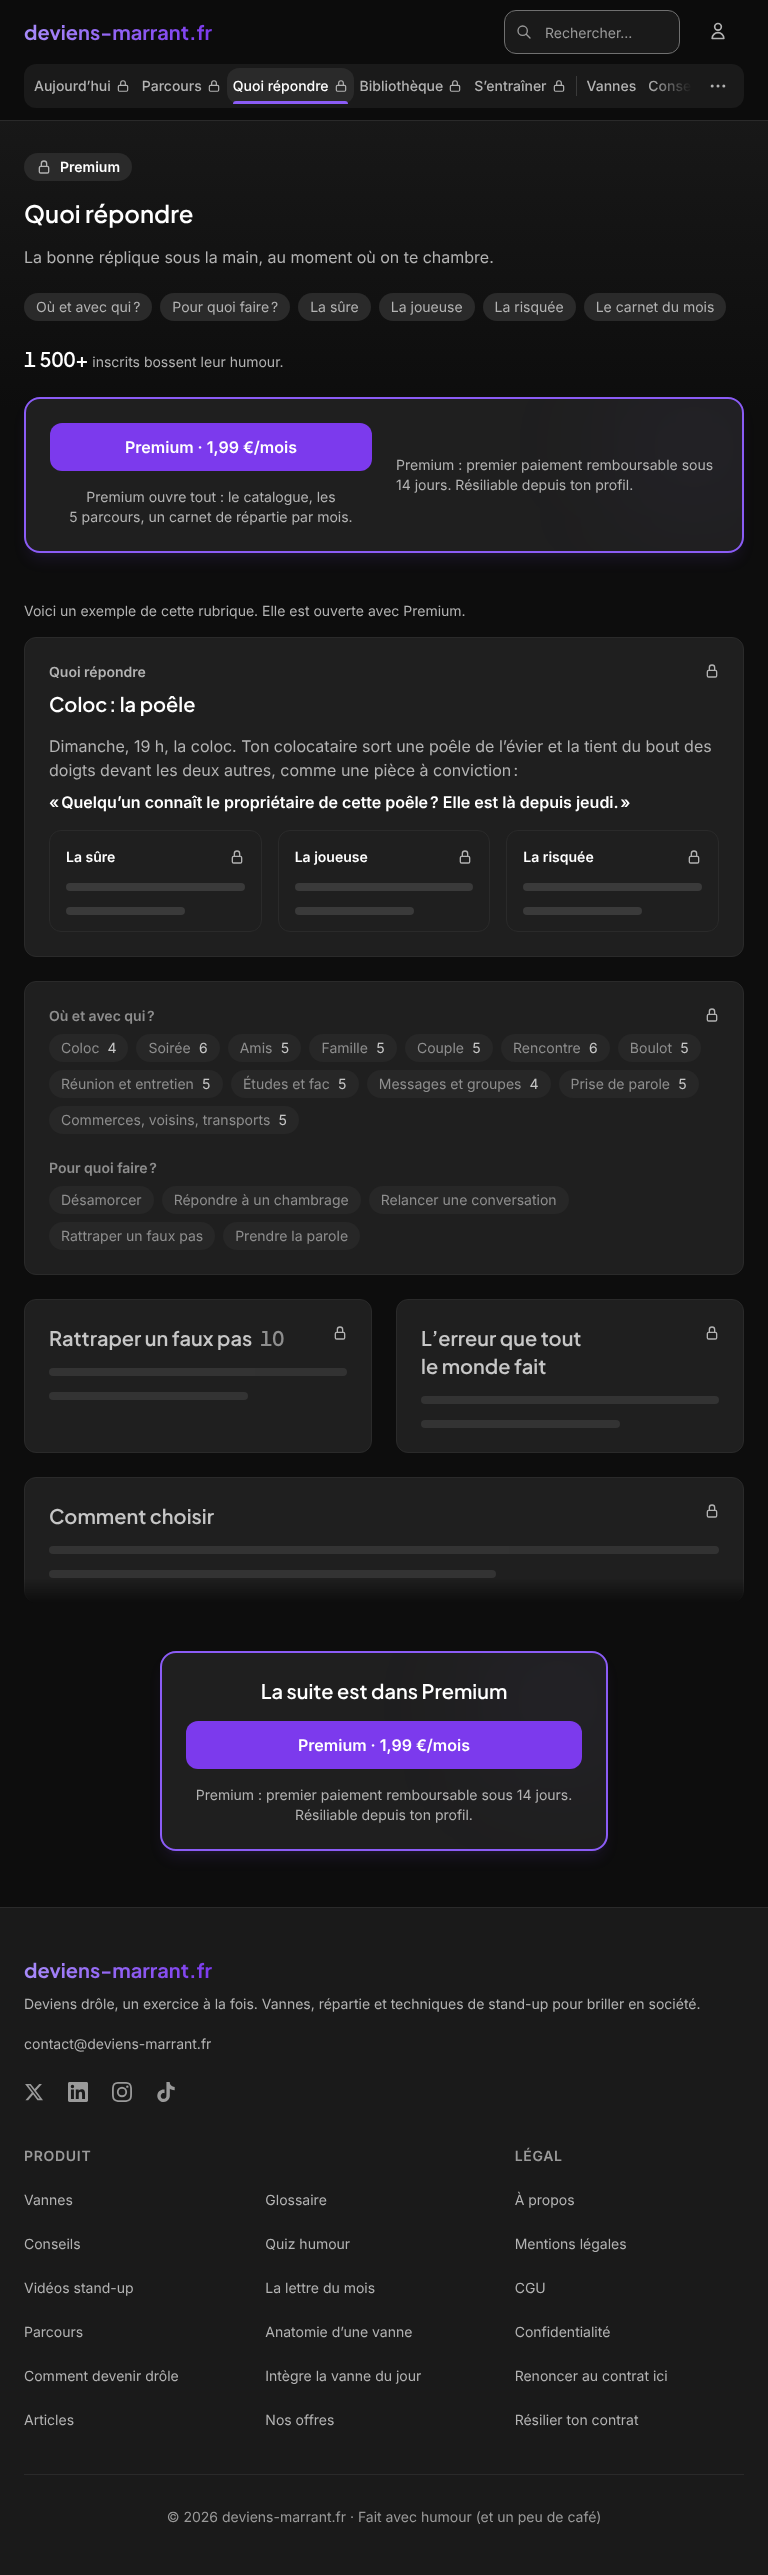 deviens-marrant.fr
Rechercher...
Aujourd’hui Parcours Quoi répondre Bibliothèque S’entraîner Vannes
Premium
Quoi répondre
La bonne réplique sous la main, au moment où on te chambre.
Où et avec qui ? Pour quoi faire ? La sûre La joueuse La risquée Le carnet du mois
1 500+ inscrits bossent leur humour.
Premium · 1,99 €/mois
Premium ouvre tout : le catalogue, les
5 parcours, un carnet de répartie par mois.
Premium : premier paiement remboursable sous
14 jours. Résiliable depuis ton profil.
Voici un exemple de cette rubrique. Elle est ouverte avec Premium.
Quoi répondre
Coloc : la poêle
Dimanche, 19 h, la coloc. Ton colocataire sort une poêle de l’évier et la tient du bout des
doigts devant les deux autres, comme une pièce à conviction :
« Quelqu’un connaît le propriétaire de cette poêle ? Elle est là depuis jeudi. »
La sûre La joueuse La risquée
Où et avec qui ?
Coloc 4 Soirée 6 Amis 5 Famille 5 Couple 5 Rencontre 6 Boulot 5
Réunion et entretien 5 Études et fac 5 Messages et groupes 4 Prise de parole 5
Commerces, voisins, transports 5
Pour quoi faire ?
Désamorcer Répondre à un chambrage Relancer une conversation
Rattraper un faux pas Prendre la parole
Rattraper un faux pas 10
L’erreur que tout
le monde fait
Comment choisir
La suite est dans Premium
Premium · 1,99 €/mois
Premium : premier paiement remboursable sous 14 jours.
Résiliable depuis ton profil.
deviens-marrant.fr
Deviens drôle, un exercice à la fois. Vannes, répartie et techniques de stand-up pour briller en société.
contact@deviens-marrant.fr
PRODUIT
Vannes
Conseils
Vidéos stand-up
Parcours
Comment devenir drôle
Articles
Glossaire
Quiz humour
La lettre du mois
Anatomie d’une vanne
Intègre la vanne du jour
Nos offres
LÉGAL
À propos
Mentions légales
CGU
Confidentialité
Renoncer au contrat ici
Résilier ton contrat
© 2026 deviens-marrant.fr · Fait avec humour (et un peu de café)